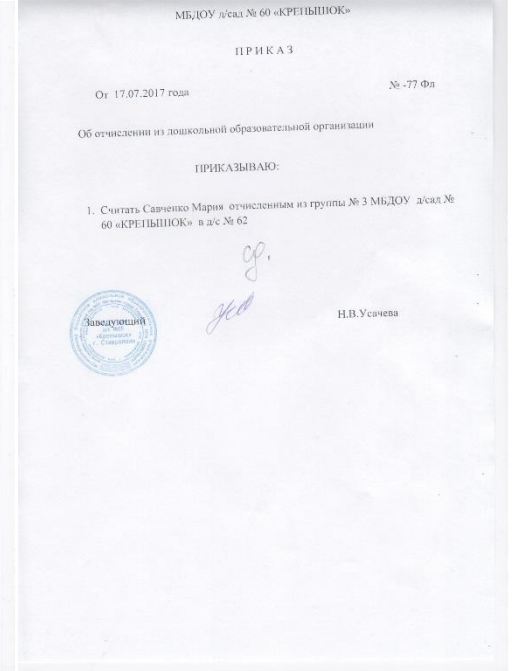 МБДОУ д/сад № 60 «КРЕПЫШОК»
П Р И К А З
От 17.07.2017 года
№ -77 Фл
Об отчислении из дошкольной образовательной организации
ПРИКАЗЫВАЮ:
1. Считать Савченко Мария отчисленным из группы № 3 МБДОУ д/сад №
60 «КРЕПЫШОК» в д/с № 62
Заведующий
Н.В.Усачева
«Крепышок»